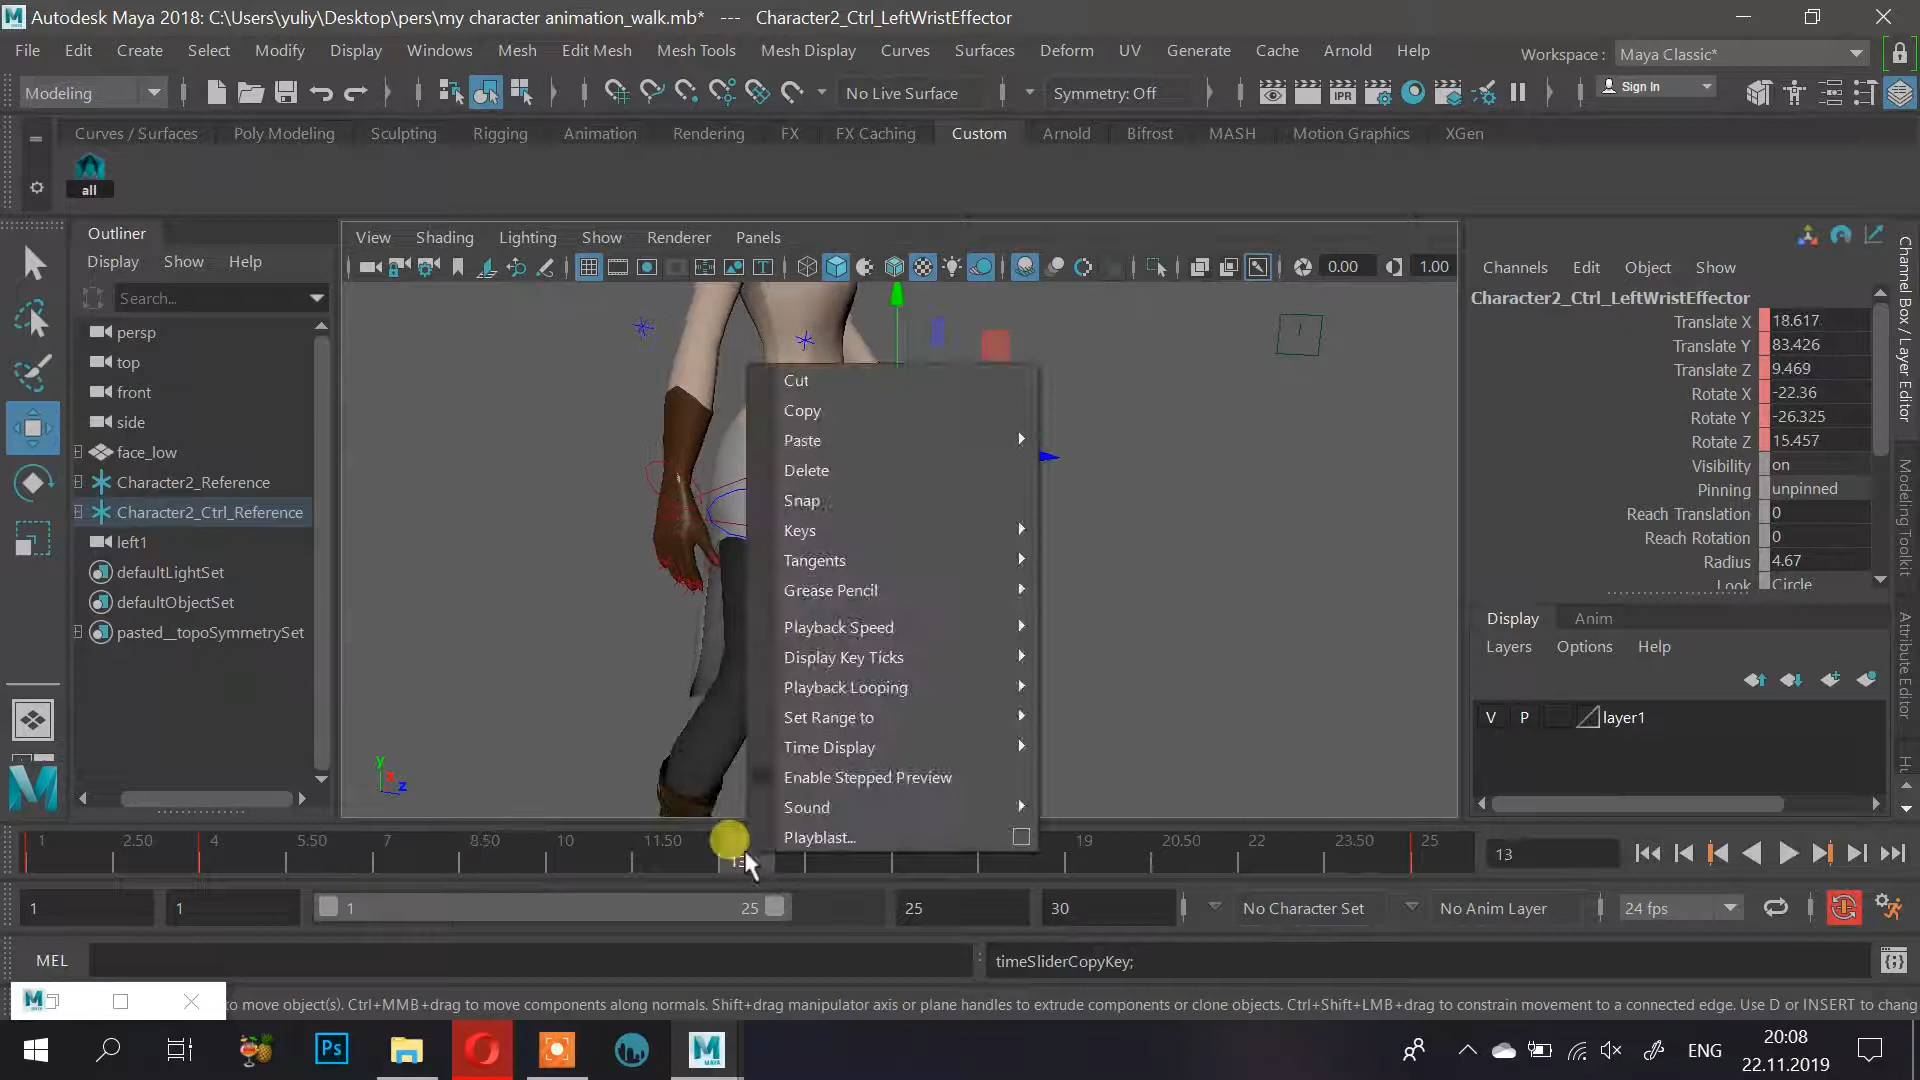 Autodesk Maya 2018: C:\Users\yuliy\Desktop\pers\my character animation_walk.mb* --- Character2_Ctrl_LeftWristEffector
File Edit Create Select Modify Display Windows Mesh Edit Mesh Mesh Tools Mesh Display Curves Surfaces Deform UV Generate Cache Arnold Help Workspace : Maya Classic*
Modeling No Live Surface Symmetry: Off IPR Sign In
Curves / Surfaces Poly Modeling Sculpting Rigging Animation Rendering FX FX Caching Custom Arnold Bifrost MASH Motion Graphics XGen
all
Outliner
Display Show Help
Search...
persp
top
front
side
face_low
Character2_Reference
Character2_Ctrl_Reference
left1
defaultLightSet
defaultObjectSet
pasted__topoSymmetrySet
View Shading Lighting Show Renderer Panels
0.00 1.00
Cut
Copy
Paste
Delete
Snap
Keys
Tangents
Grease Pencil
Playback Speed
Display Key Ticks
Playback Looping
Set Range to
Time Display
Enable Stepped Preview
Sound
Playblast...
y
x
z
Channels Edit Object Show
Character2_Ctrl_LeftWristEffector
Translate X 18.617
Translate Y 83.426
Translate Z 9.469
Rotate X -22.36
Rotate Y -26.325
Rotate Z 15.457
Visibility on
Pinning unpinned
Reach Translation 0
Reach Rotation 0
Radius 4.67
Look Circle
Display Anim
Layers Options Help
V P layer1
Channel Box / Layer Editor
Modeling Toolkit
Attribute Editor
1 2.50 4 5.50 7 8.50 10 11.50 19 20.50 22 23.50 25 13
1 1 1 25 25 30 No Character Set No Anim Layer 24 fps
MEL timeSliderCopyKey;
to move object(s). Ctrl+MMB+drag to move components along normals. Shift+drag manipulator axis or plane handles to extrude components or clone objects. Ctrl+Shift+LMB+drag to constrain movement to a connected edge. Use D or INSERT to chang
Ps ENG
20:08
22.11.2019